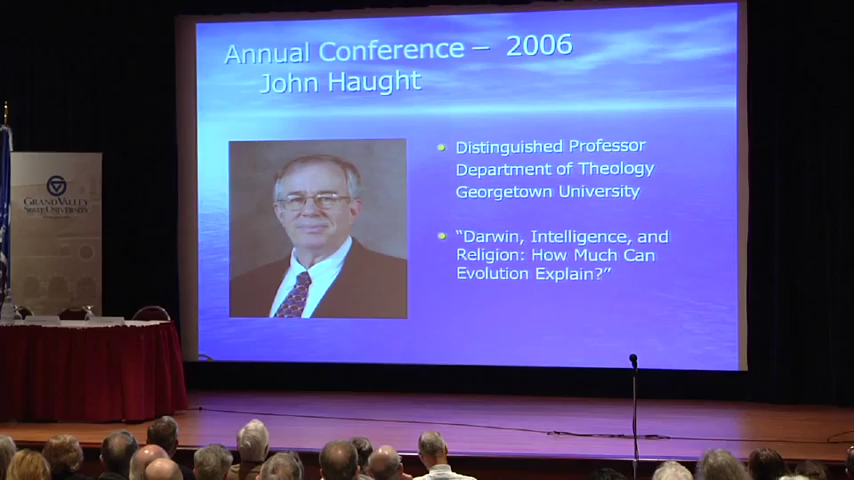 Annual Conference – 2006
John Haught
Distinguished Professor
Department of Theology
Georgetown University
"Darwin, Intelligence, and
Religion: How Much Can
Evolution Explain?"
GRAND VALLEY
STATE UNIVERSITY